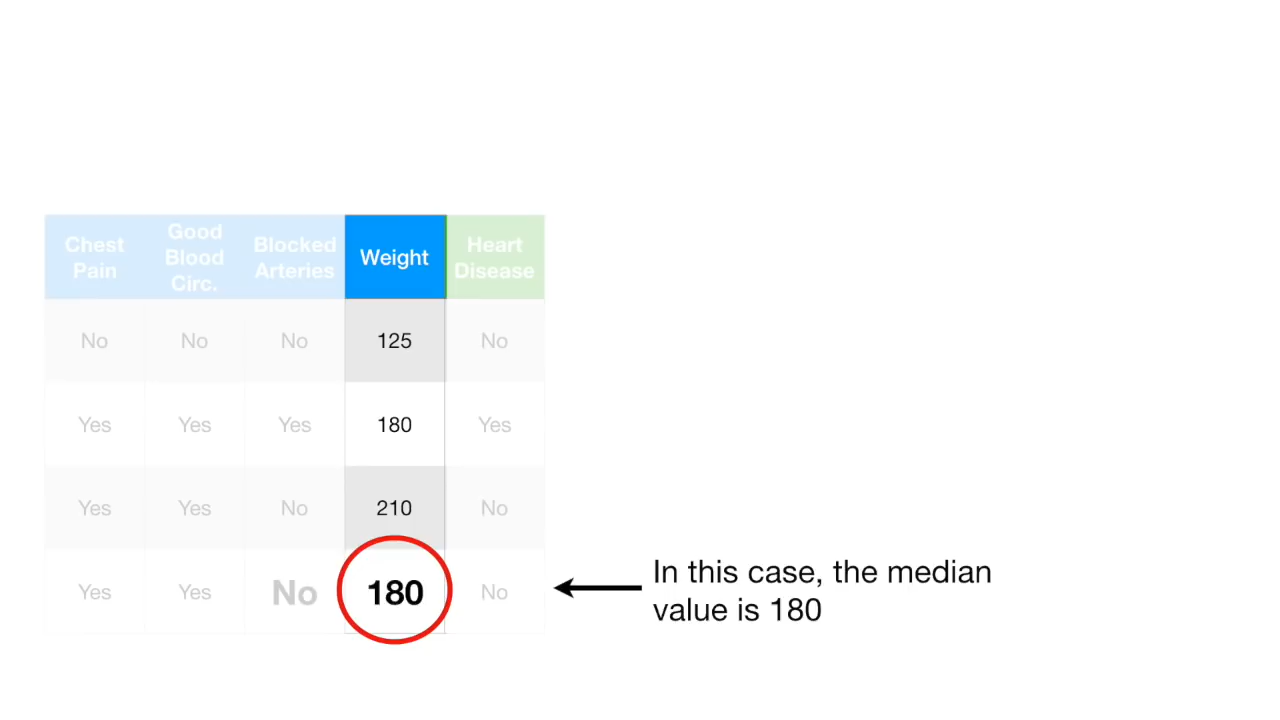 Chest Pain Good Blood Circ. Blocked Arteries Weight Heart Disease
No No No 125 No
Yes Yes Yes 180 Yes
Yes Yes No 210 No
Yes Yes No 180 No
In this case, the median
value is 180